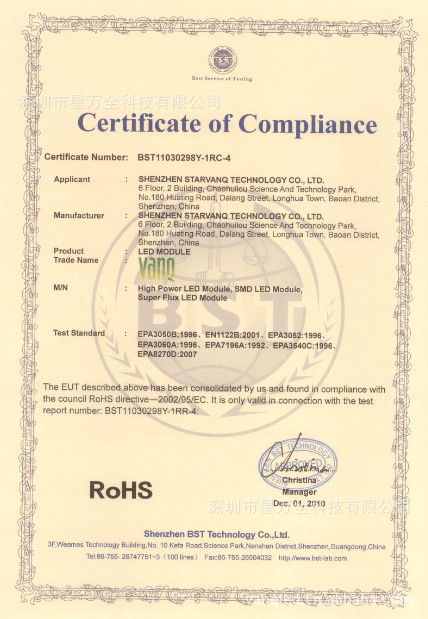 BST
Best Service of Testing
深圳市星万全科技有限公司
Certificate of Compliance
Certificate Number: BST11030298Y-1RC-4
Applicant : SHENZHEN STARVANQ TECHNOLOGY CO., LTD.
6 Floor, 2 Building, Chaohuilou Science And Technology Park,
No.180 Huating Road, Dalang Street, Longhua Town, Baoan District,
Shenzhen, China
Manufacturer : SHENZHEN STARVANQ TECHNOLOGY CO., LTD.
6 Floor, 2 Building, Chaohuilou Science And Technology Park,
No.180 Huating Road, Dalang Street, Longhua Town, Baoan District,
Shenzhen, China
Product : LED MODULE
Trade Name : vanq
M/N : High Power LED Module, SMD LED Module,
Super Flux LED Module
BST
Test Standard : EPA3050B:1996、EN1122B:2001、EPA3052:1996、
EPA3060A:1996、EPA7196A:1992、EPA3540C:1996、
EPA8270D:2007
The EUT described above has been consolidated by us and found in compliance with
the council RoHS directive—2002/95/EC. It is only valid in connection with the test
report number: BST11030298Y-1RR-4
BST TECHNOLOGY
APPROVED
Christina
Manager
Dec, 01, 2010
RoHS
深圳市星万全科技有限公司
Shenzhen BST Technology Co.,Ltd.
3F,Weames Technology Building,No. 10 Kefa Road,Science Park,Nanshan District,Shenzhen,Guangdong,China
Tel:86-755- 26747751~3 (100 lines) Fax:86-755-26504032 http://www.bst-lab.com